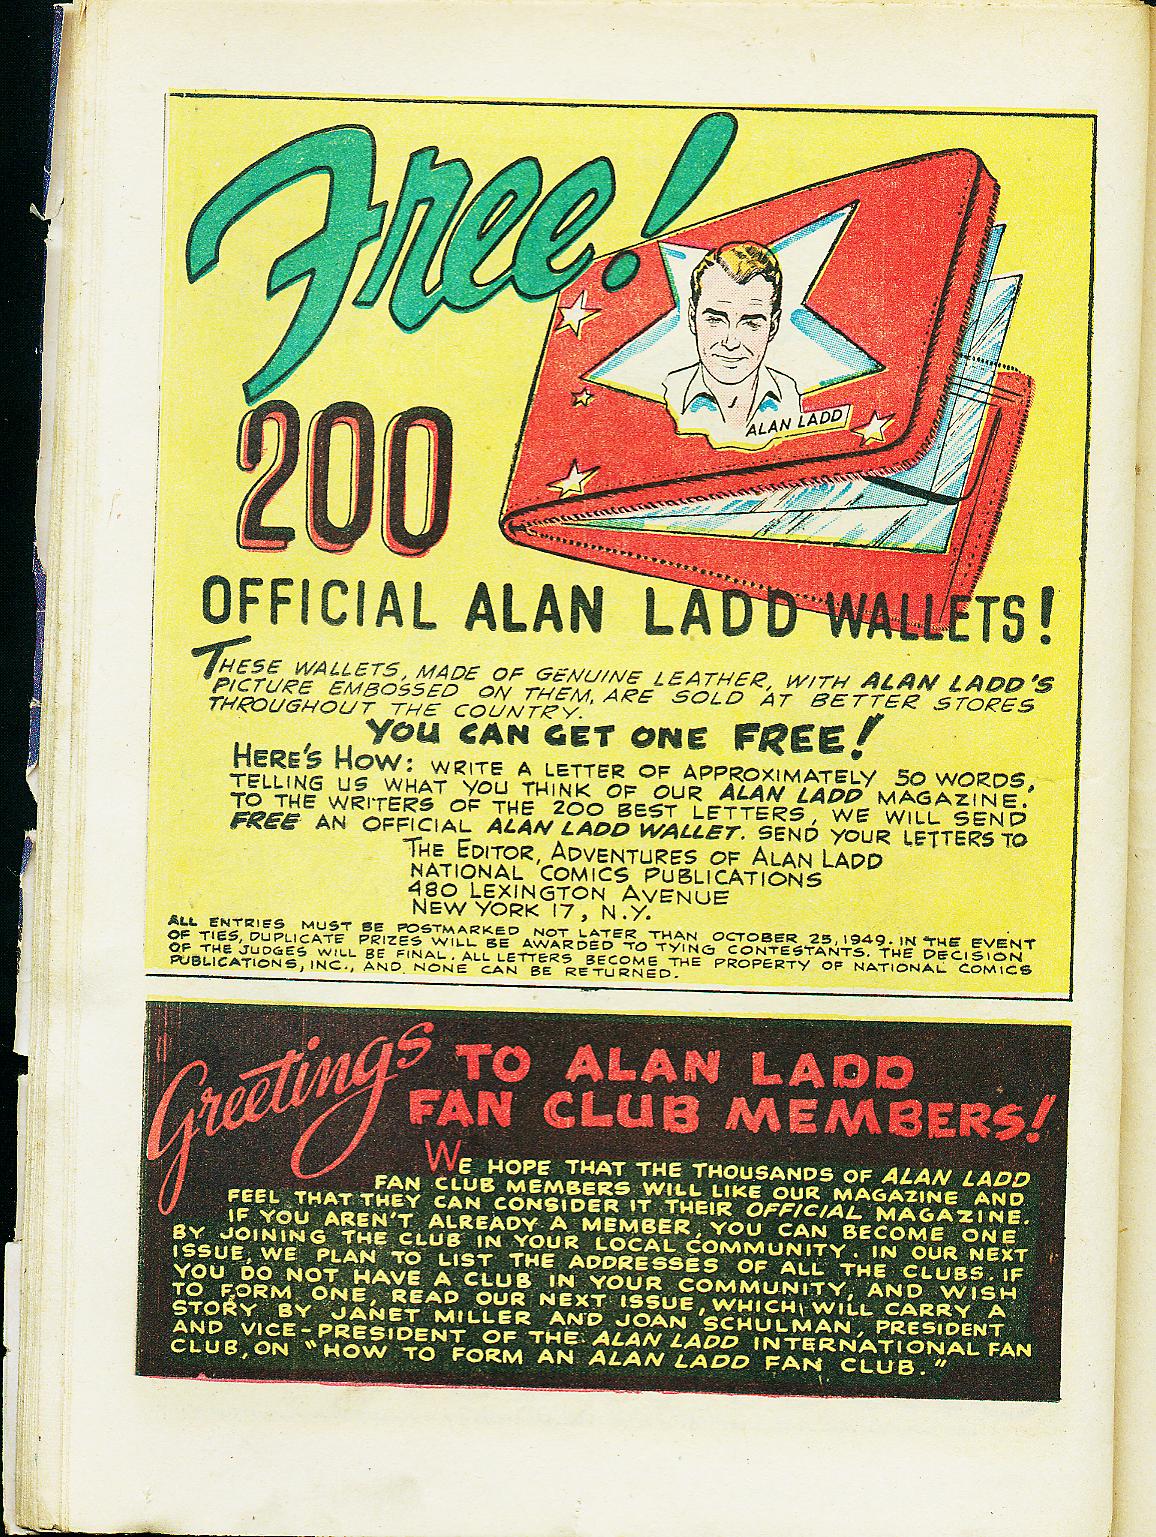 Free!
ALAN LADD
200
OFFICIAL ALAN LADD WALLETS!
THESE WALLETS, MADE OF GENUINE LEATHER, WITH ALAN LADD'S
PICTURE EMBOSSED ON THEM, ARE SOLD AT BETTER STORES
THROUGHOUT THE COUNTRY.
YOU CAN GET ONE FREE!
HERE'S HOW: WRITE A LETTER OF APPROXIMATELY 50 WORDS,
TELLING US WHAT YOU THINK OF OUR ALAN LADD MAGAZINE.
TO THE WRITERS OF THE 200 BEST LETTERS, WE WILL SEND
FREE AN OFFICIAL ALAN LADD WALLET. SEND YOUR LETTERS TO
THE EDITOR, ADVENTURES OF ALAN LADD
NATIONAL COMICS PUBLICATIONS
480 LEXINGTON AVENUE
NEW YORK 17, N.Y.
ALL ENTRIES MUST BE POSTMARKED NOT LATER THAN OCTOBER 25, 1949. IN THE EVENT
OF TIES, DUPLICATE PRIZES WILL BE AWARDED TO TYING CONTESTANTS. THE DECISION
OF THE JUDGES WILL BE FINAL. ALL LETTERS BECOME THE PROPERTY OF NATIONAL COMICS
PUBLICATIONS, INC., AND NONE CAN BE RETURNED.
Greetings TO ALAN LADD
FAN CLUB MEMBERS!
WE HOPE THAT THE THOUSANDS OF ALAN LADD
FAN CLUB MEMBERS WILL LIKE OUR MAGAZINE AND
FEEL THAT THEY CAN CONSIDER IT THEIR OFFICIAL MAGAZINE.
IF YOU AREN'T ALREADY A MEMBER, YOU CAN BECOME ONE
BY JOINING THE CLUB IN YOUR LOCAL COMMUNITY. IN OUR NEXT
ISSUE, WE PLAN TO LIST THE ADDRESSES OF ALL THE CLUBS. IF
YOU DO NOT HAVE A CLUB IN YOUR COMMUNITY, AND WISH
TO FORM ONE, READ OUR NEXT ISSUE, WHICH WILL CARRY A
STORY BY JANET MILLER AND JOAN SCHULMAN, PRESIDENT
AND VICE-PRESIDENT OF THE ALAN LADD INTERNATIONAL FAN
CLUB, ON "HOW TO FORM AN ALAN LADD FAN CLUB."